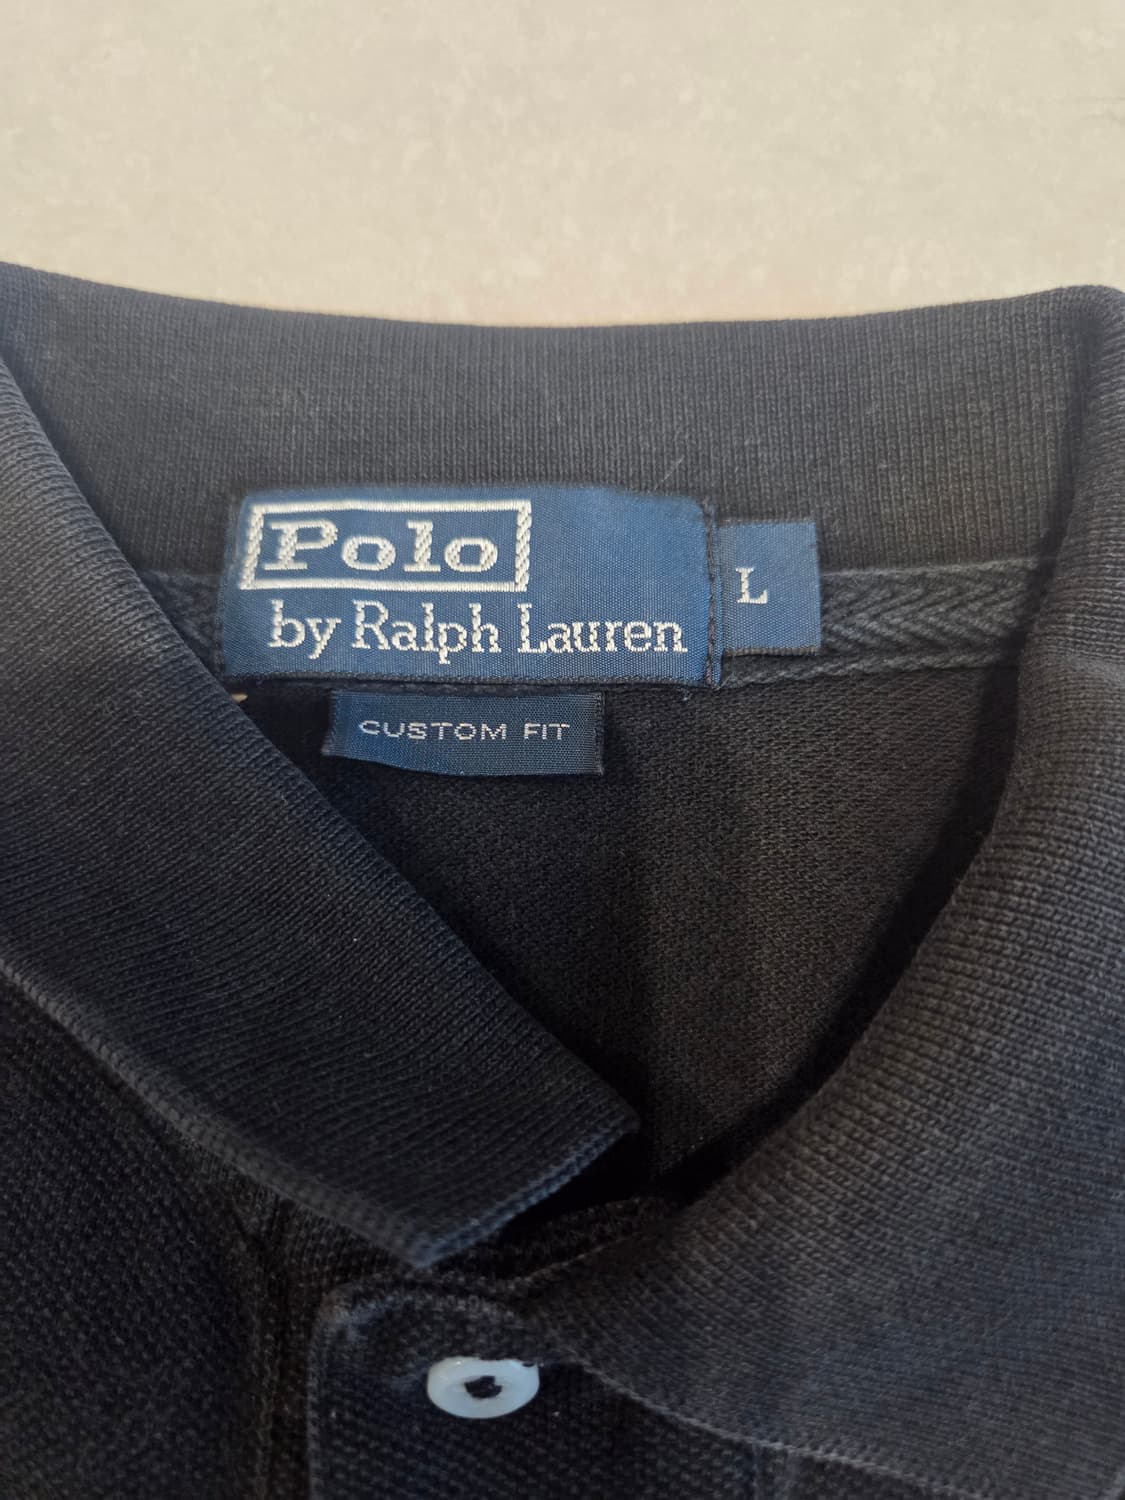 Polo
by Ralph Lauren
L
CUSTOM FIT